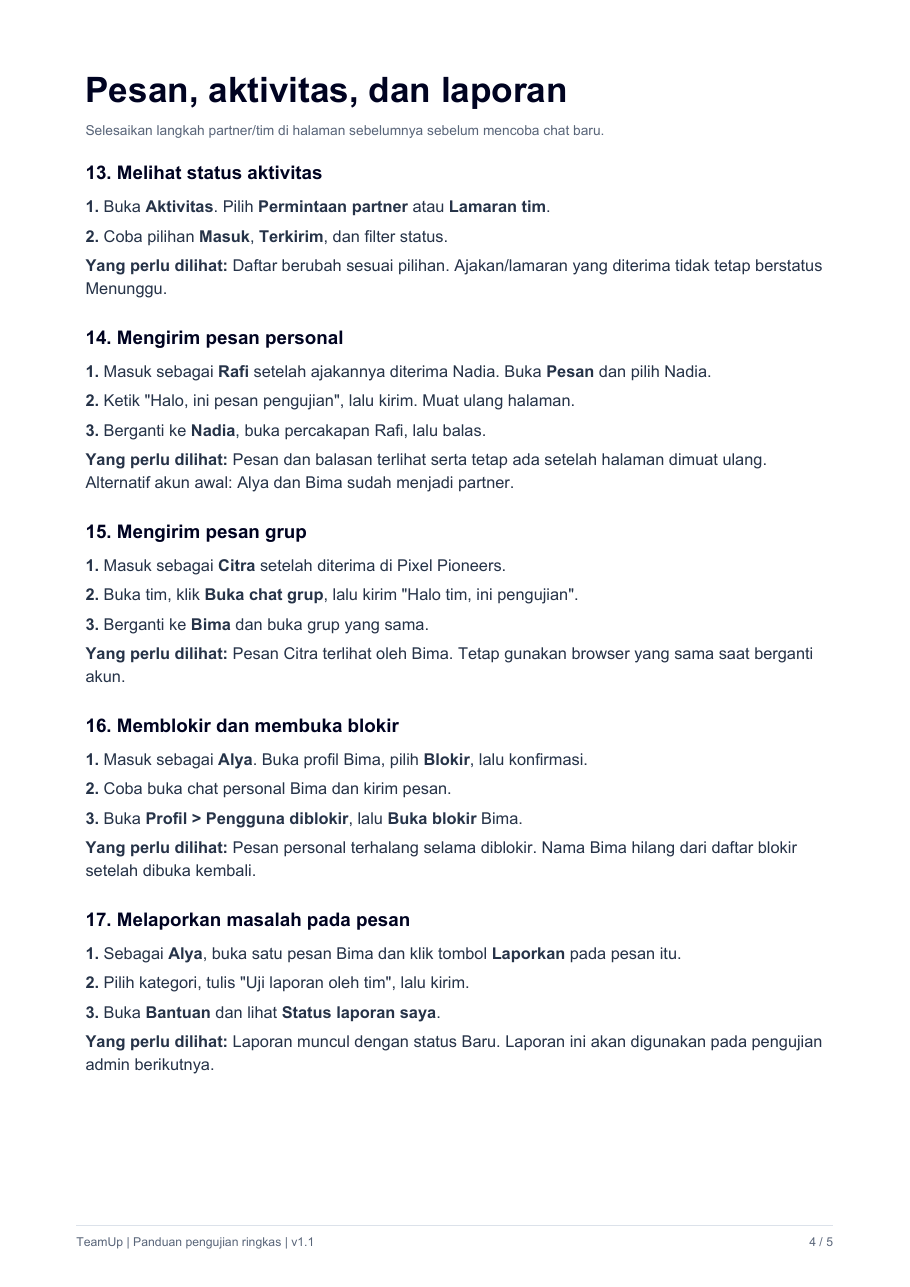 Pesan, aktivitas, dan laporan
Selesaikan langkah partner/tim di halaman sebelumnya sebelum mencoba chat baru.
13. Melihat status aktivitas
1. Buka Aktivitas. Pilih Permintaan partner atau Lamaran tim.
2. Coba pilihan Masuk, Terkirim, dan filter status.
Yang perlu dilihat: Daftar berubah sesuai pilihan. Ajakan/lamaran yang diterima tidak tetap berstatus
Menunggu.
14. Mengirim pesan personal
1. Masuk sebagai Rafi setelah ajakannya diterima Nadia. Buka Pesan dan pilih Nadia.
2. Ketik "Halo, ini pesan pengujian", lalu kirim. Muat ulang halaman.
3. Berganti ke Nadia, buka percakapan Rafi, lalu balas.
Yang perlu dilihat: Pesan dan balasan terlihat serta tetap ada setelah halaman dimuat ulang.
Alternatif akun awal: Alya dan Bima sudah menjadi partner.
15. Mengirim pesan grup
1. Masuk sebagai Citra setelah diterima di Pixel Pioneers.
2. Buka tim, klik Buka chat grup, lalu kirim "Halo tim, ini pengujian".
3. Berganti ke Bima dan buka grup yang sama.
Yang perlu dilihat: Pesan Citra terlihat oleh Bima. Tetap gunakan browser yang sama saat berganti
akun.
16. Memblokir dan membuka blokir
1. Masuk sebagai Alya. Buka profil Bima, pilih Blokir, lalu konfirmasi.
2. Coba buka chat personal Bima dan kirim pesan.
3. Buka Profil > Pengguna diblokir, lalu Buka blokir Bima.
Yang perlu dilihat: Pesan personal terhalang selama diblokir. Nama Bima hilang dari daftar blokir
setelah dibuka kembali.
17. Melaporkan masalah pada pesan
1. Sebagai Alya, buka satu pesan Bima dan klik tombol Laporkan pada pesan itu.
2. Pilih kategori, tulis "Uji laporan oleh tim", lalu kirim.
3. Buka Bantuan dan lihat Status laporan saya.
Yang perlu dilihat: Laporan muncul dengan status Baru. Laporan ini akan digunakan pada pengujian
admin berikutnya.
TeamUp | Panduan pengujian ringkas | v1.1
4 / 5